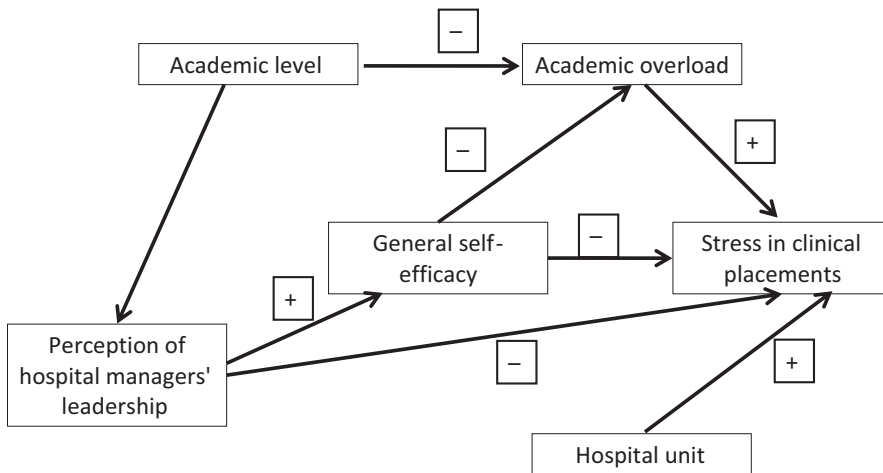 –
Academic level
Academic overload
–
+
General self-
efficacy
–
Stress in clinical
placements
+
Perception of
hospital managers'
leadership
–
+
Hospital unit